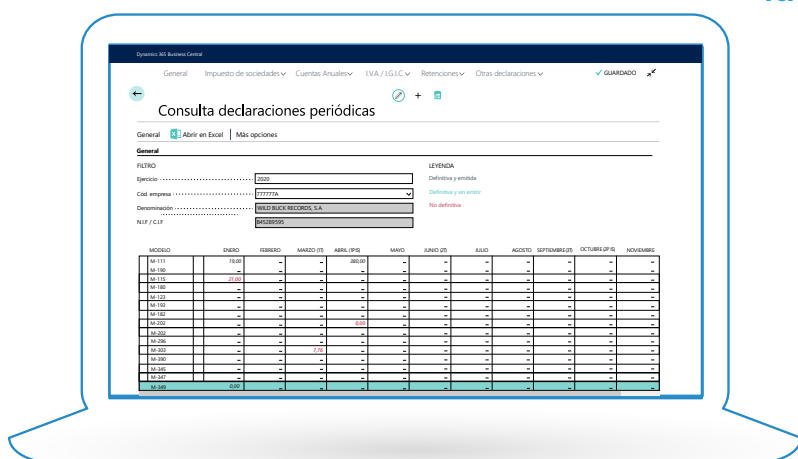 Dynamics 365 Business Central
General Impuesto de sociedades Cuentas Anuales I.V.A / I.G.I.C Retenciones Otras declaraciones GUARDADO
Consulta declaraciones periódicas
General Abrir en Excel Más opciones
General
FILTRO LEYENDA
Ejercicio 2020 Definitiva y emitida
Cód. empresa 777777A Definitiva y sin emitir
Denominación WILD BUCK RECORDS, S.A No definitiva
N.I.F / C.I.F B45289595
MODELO ENERO FEBRERO MARZO (1T) ABRIL (1P.IS) MAYO JUNIO (2T) JULIO AGOSTO SEPTIEMBRE(3T) OCTUBRE (2P IS) NOVIEMBRE
M-111 19,00 - - 380,00 - - - - - - -
M-190 - - - - - - - - - - -
M-115 21,00 - - - - - - - - - -
M-180 - - - - - - - - - - -
M-123 - - - - - - - - - - -
M-193 - - - - - - - - - - -
M-182 - - - - - - - - - - -
M-202 - - - 0,00 - - - - - - -
M-202 - - - - - - - - - - -
M-296 - - - - - - - - - - -
M-303 - - 7,76 - - - - - - - -
M-390 - - - - - - - - - - -
M-345 - - - - - - - - - - -
M-347 - - - - - - - - - - -
M-349 0,00 - - - - - - - - - -